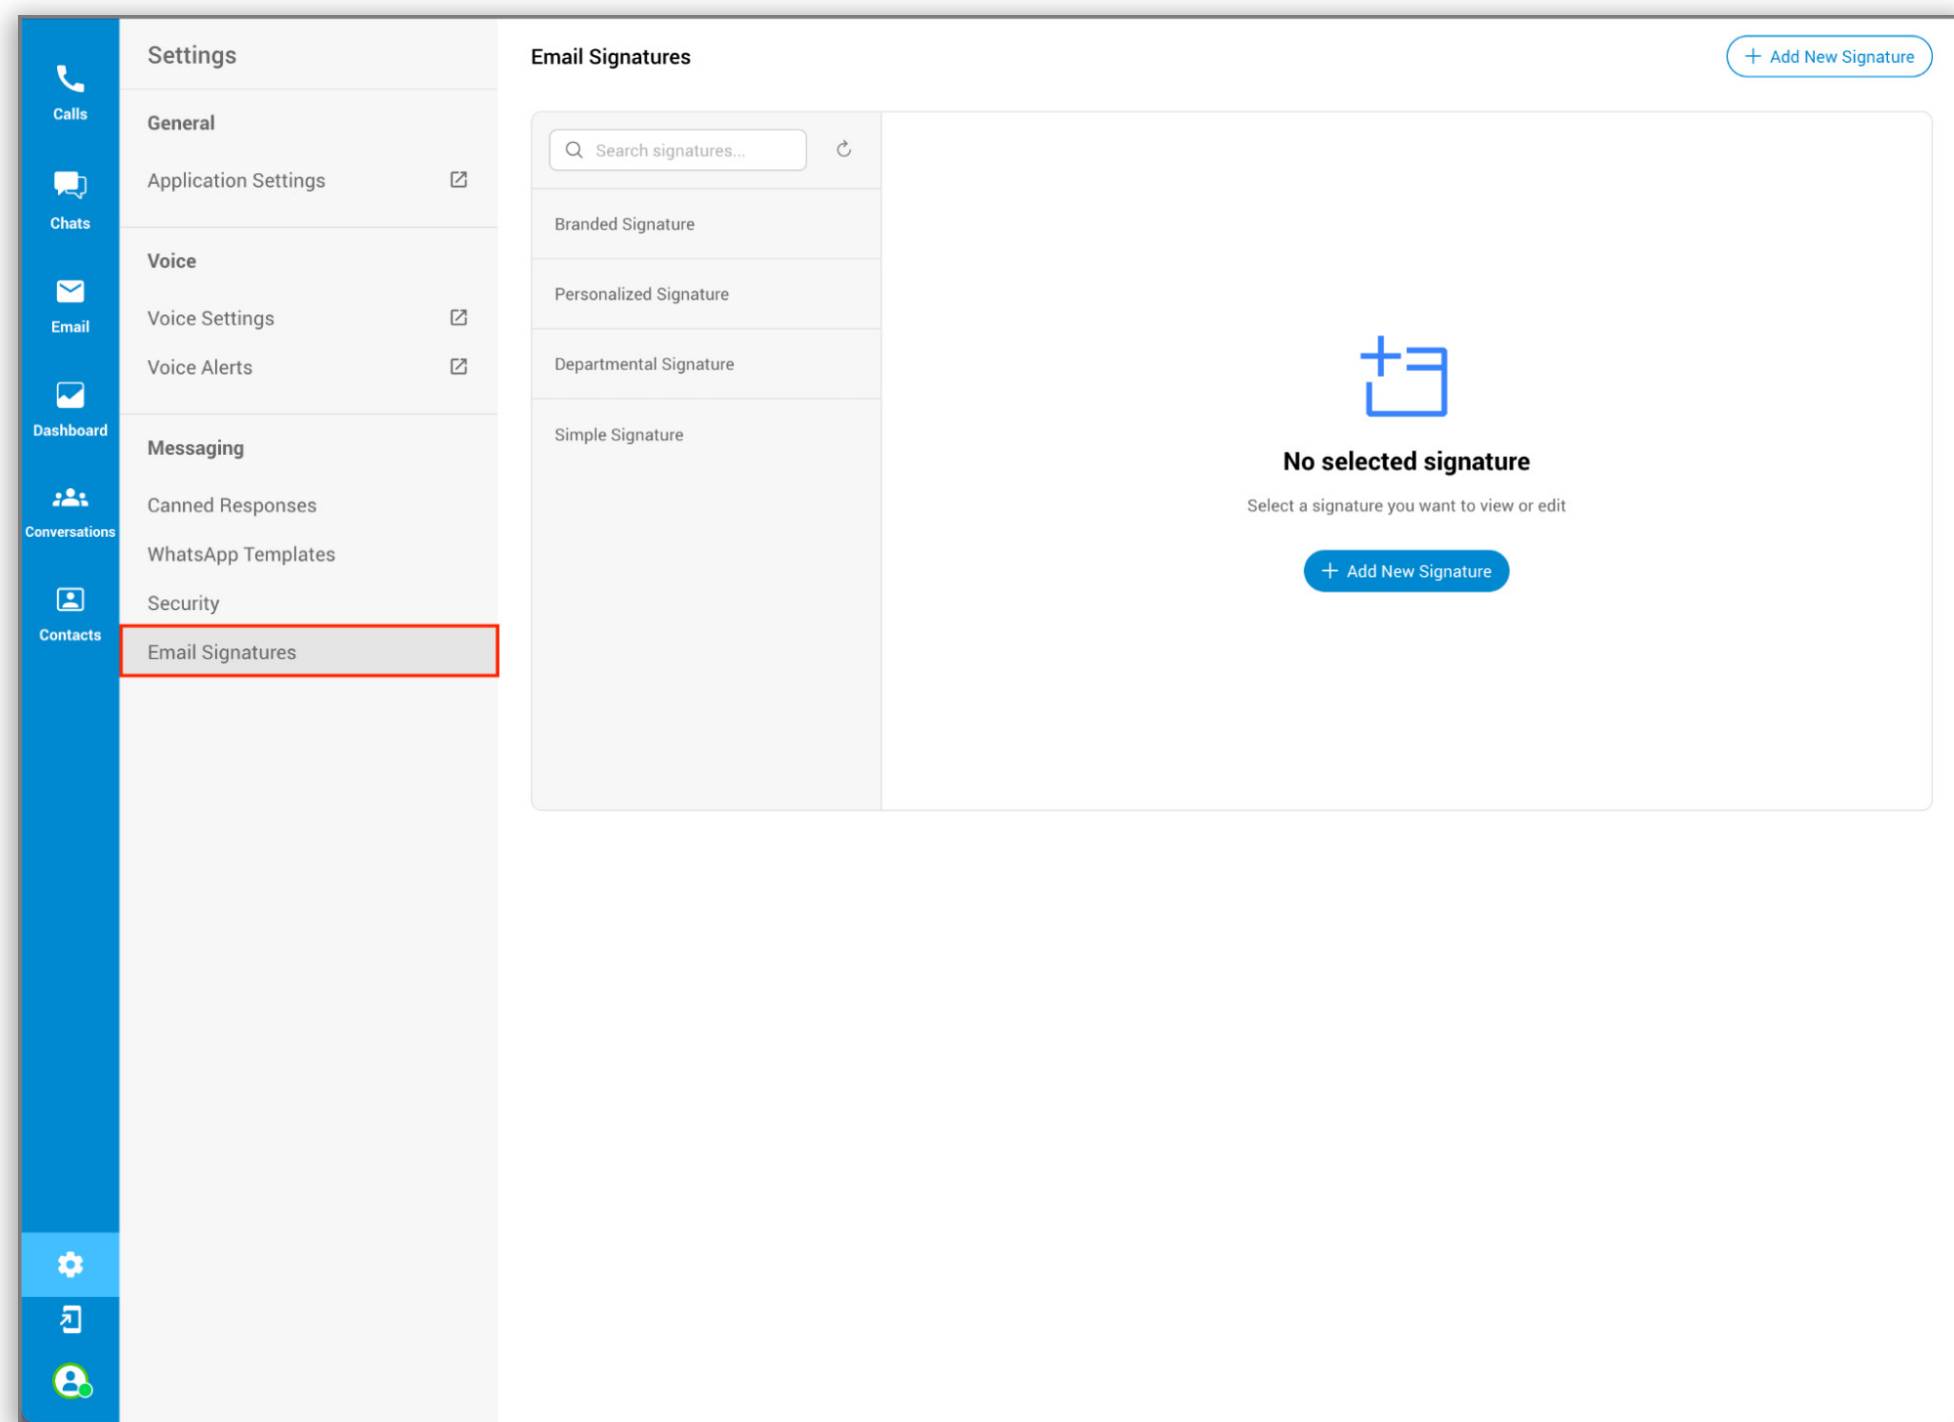 Calls
Chats
Email
Dashboard
Conversations
Contacts
Settings
General
Application Settings
Voice
Voice Settings
Voice Alerts
Messaging
Canned Responses
WhatsApp Templates
Security
Email Signatures
Email Signatures
Add New Signature
Search signatures...
Branded Signature
Personalized Signature
Departmental Signature
Simple Signature
No selected signature
Select a signature you want to view or edit
Add New Signature